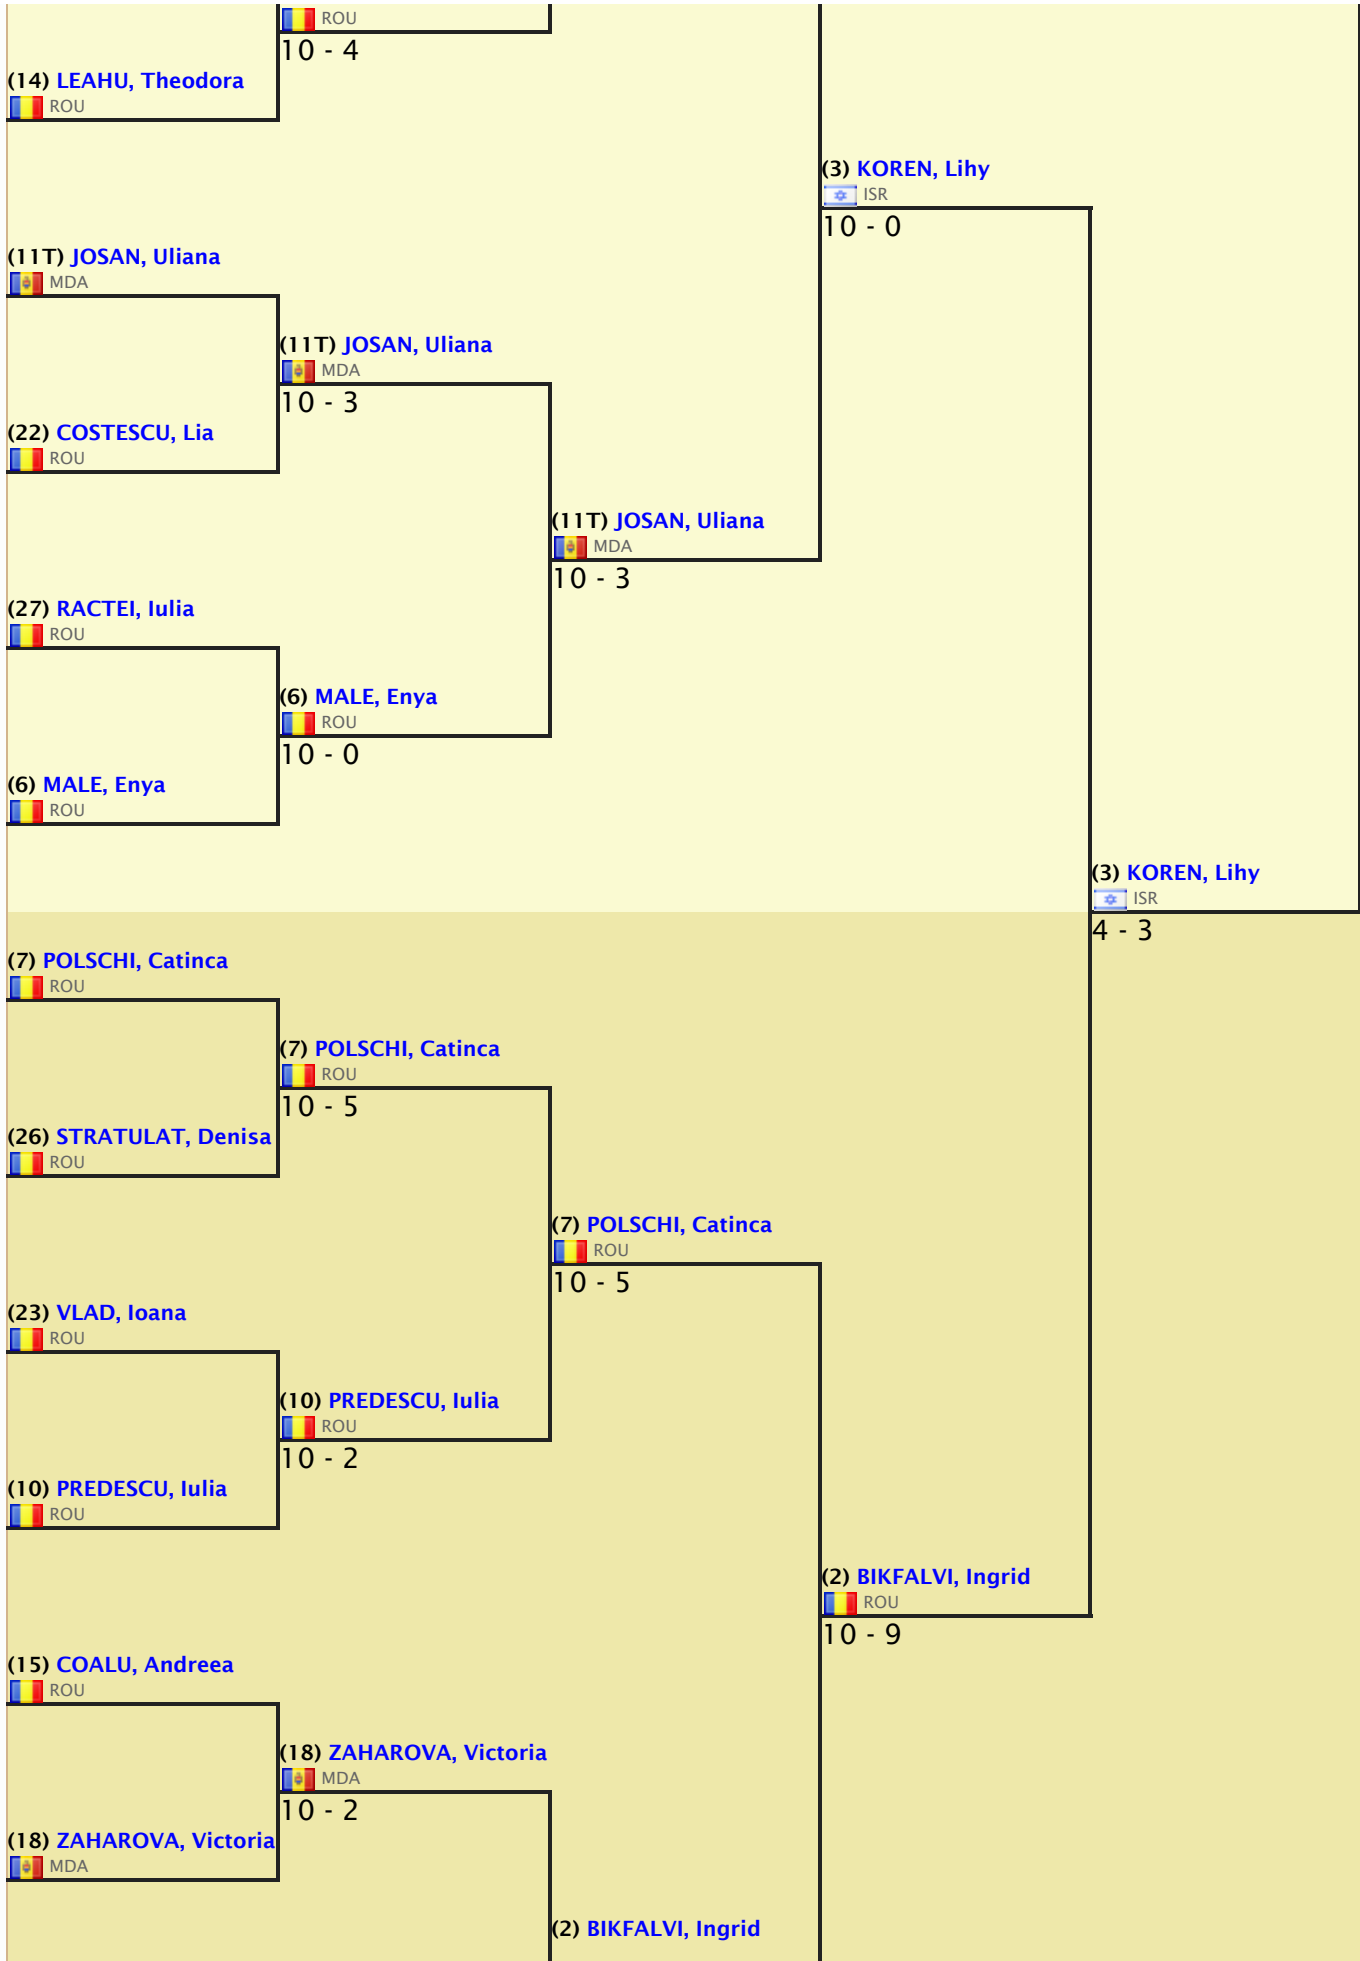 ROU
10 - 4
(14) LEAHU, Theodora
ROU
(3) KOREN, Lihy
ISR
10 - 0
(11T) JOSAN, Uliana
MDA
(11T) JOSAN, Uliana
MDA
10 - 3
(22) COSTESCU, Lia
ROU
(11T) JOSAN, Uliana
MDA
10 - 3
(27) RACTEI, Iulia
ROU
(6) MALE, Enya
ROU
10 - 0
(6) MALE, Enya
ROU
(3) KOREN, Lihy
ISR
4 - 3
(7) POLSCHI, Catinca
ROU
(7) POLSCHI, Catinca
ROU
10 - 5
(26) STRATULAT, Denisa
ROU
(7) POLSCHI, Catinca
ROU
10 - 5
(23) VLAD, Ioana
ROU
(10) PREDESCU, Iulia
ROU
10 - 2
(10) PREDESCU, Iulia
ROU
(2) BIKFALVI, Ingrid
ROU
10 - 9
(15) COALU, Andreea
ROU
(18) ZAHAROVA, Victoria
MDA
10 - 2
(18) ZAHAROVA, Victoria
MDA
(2) BIKFALVI, Ingrid